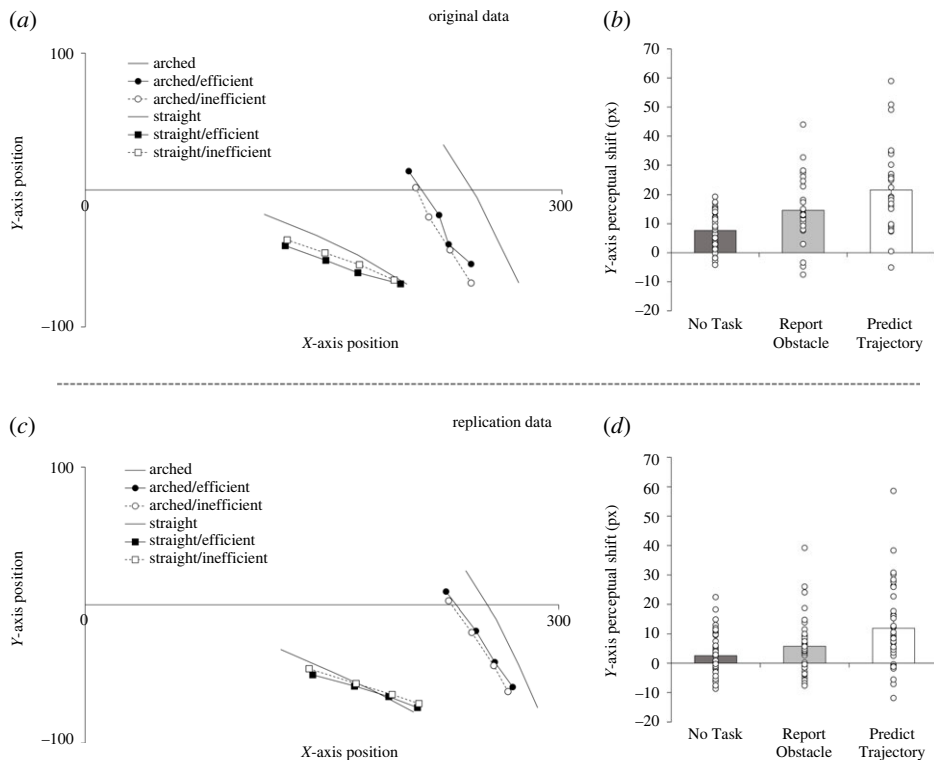 (a)
original data
100
arched
arched/efficient
arched/inefficient
straight
straight/efficient
straight/inefficient
Y-axis position
0
300
–100
X-axis position
(b)
70
60
50
40
30
20
10
0
–10
–20
Y-axis perceptual shift (px)
No Task
Report
Obstacle
Predict
Trajectory
(c)
replication data
100
arched
arched/efficient
arched/inefficient
straight
straight/efficient
straight/inefficient
Y-axis position
0
300
–100
X-axis position
(d)
70
60
50
40
30
20
10
0
–10
–20
Y-axis perceptual shift (px)
No Task
Report
Obstacle
Predict
Trajectory